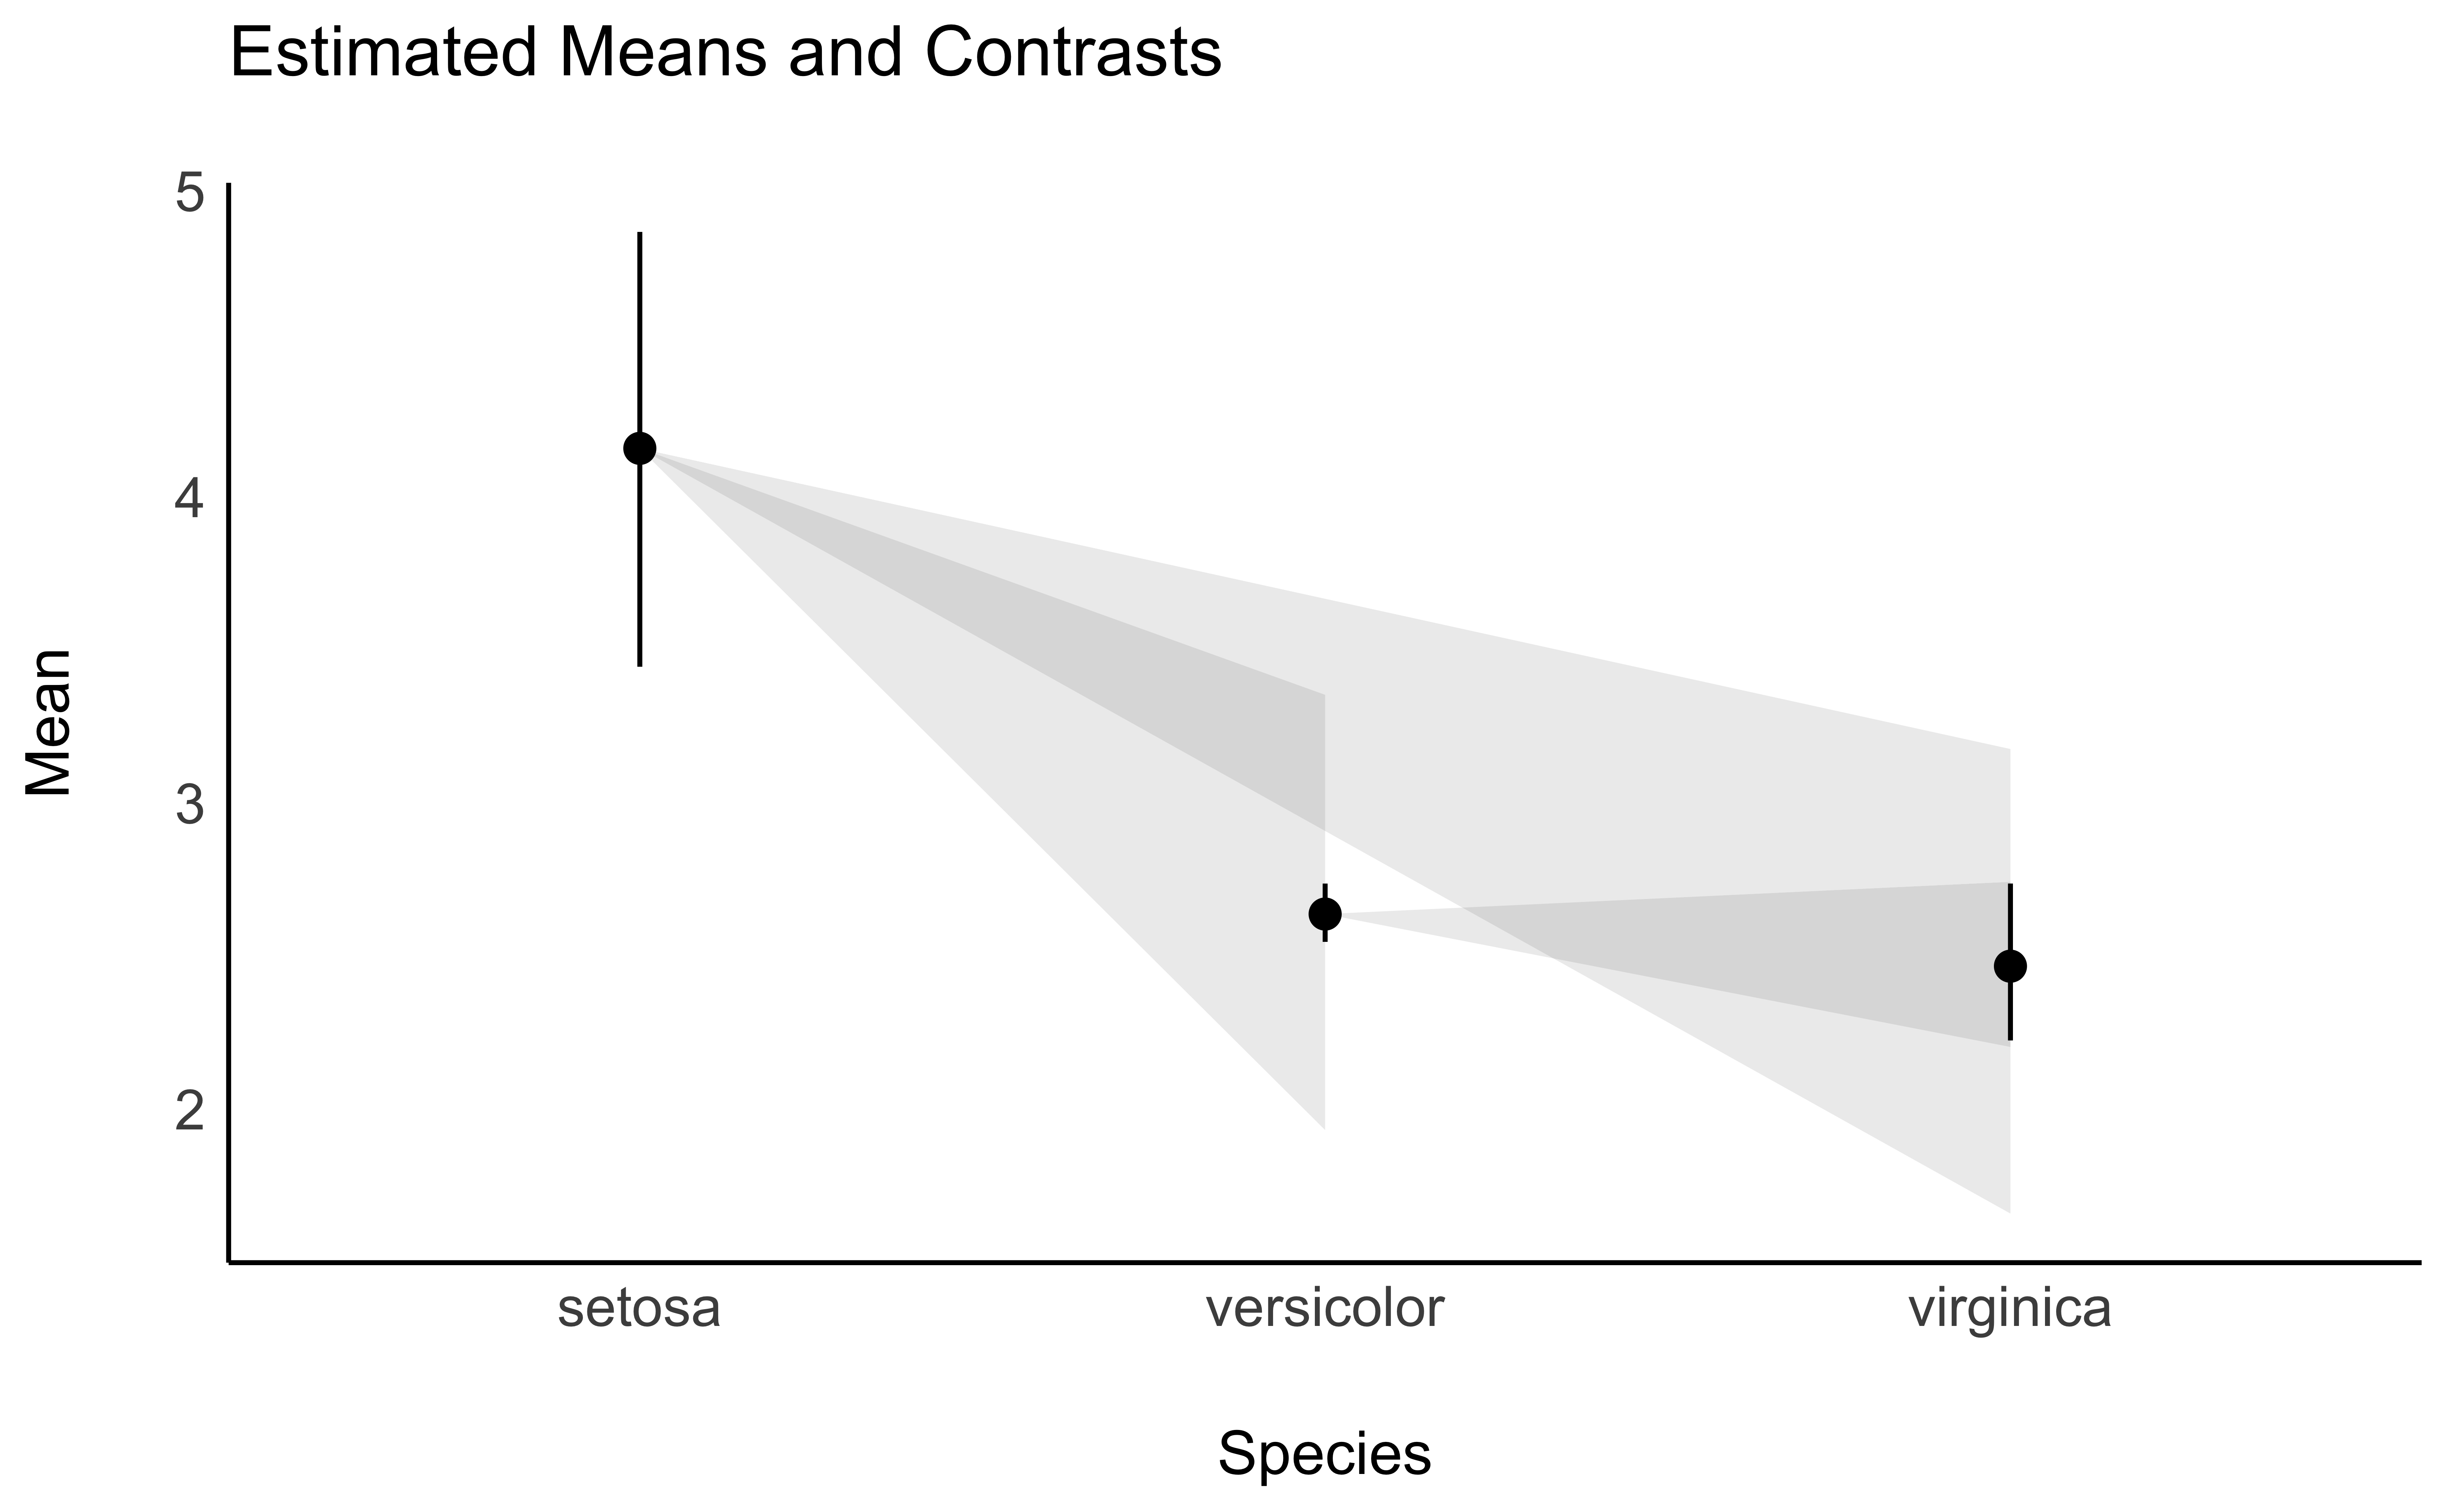 Estimated Means and Contrasts
5
4
3
2
Mean
setosa versicolor virginica
Species